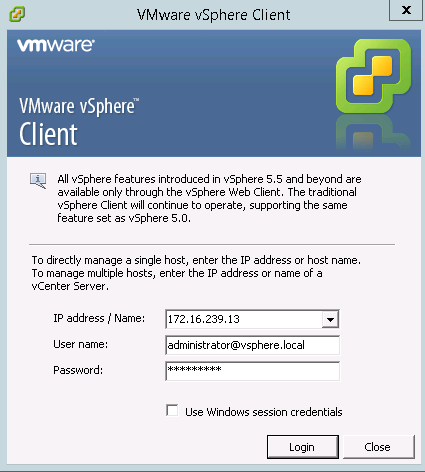 VMware vSphere Client
x
vmware®
VMware vSphere™
Client
All vSphere features introduced in vSphere 5.5 and beyond are
available only through the vSphere Web Client. The traditional
vSphere Client will continue to operate, supporting the same
feature set as vSphere 5.0.
To directly manage a single host, enter the IP address or host name.
To manage multiple hosts, enter the IP address or name of a
vCenter Server.
IP address / Name: 172.16.239.13
User name: administrator@vsphere.local
Password: *********
Use Windows session credentials
Login Close